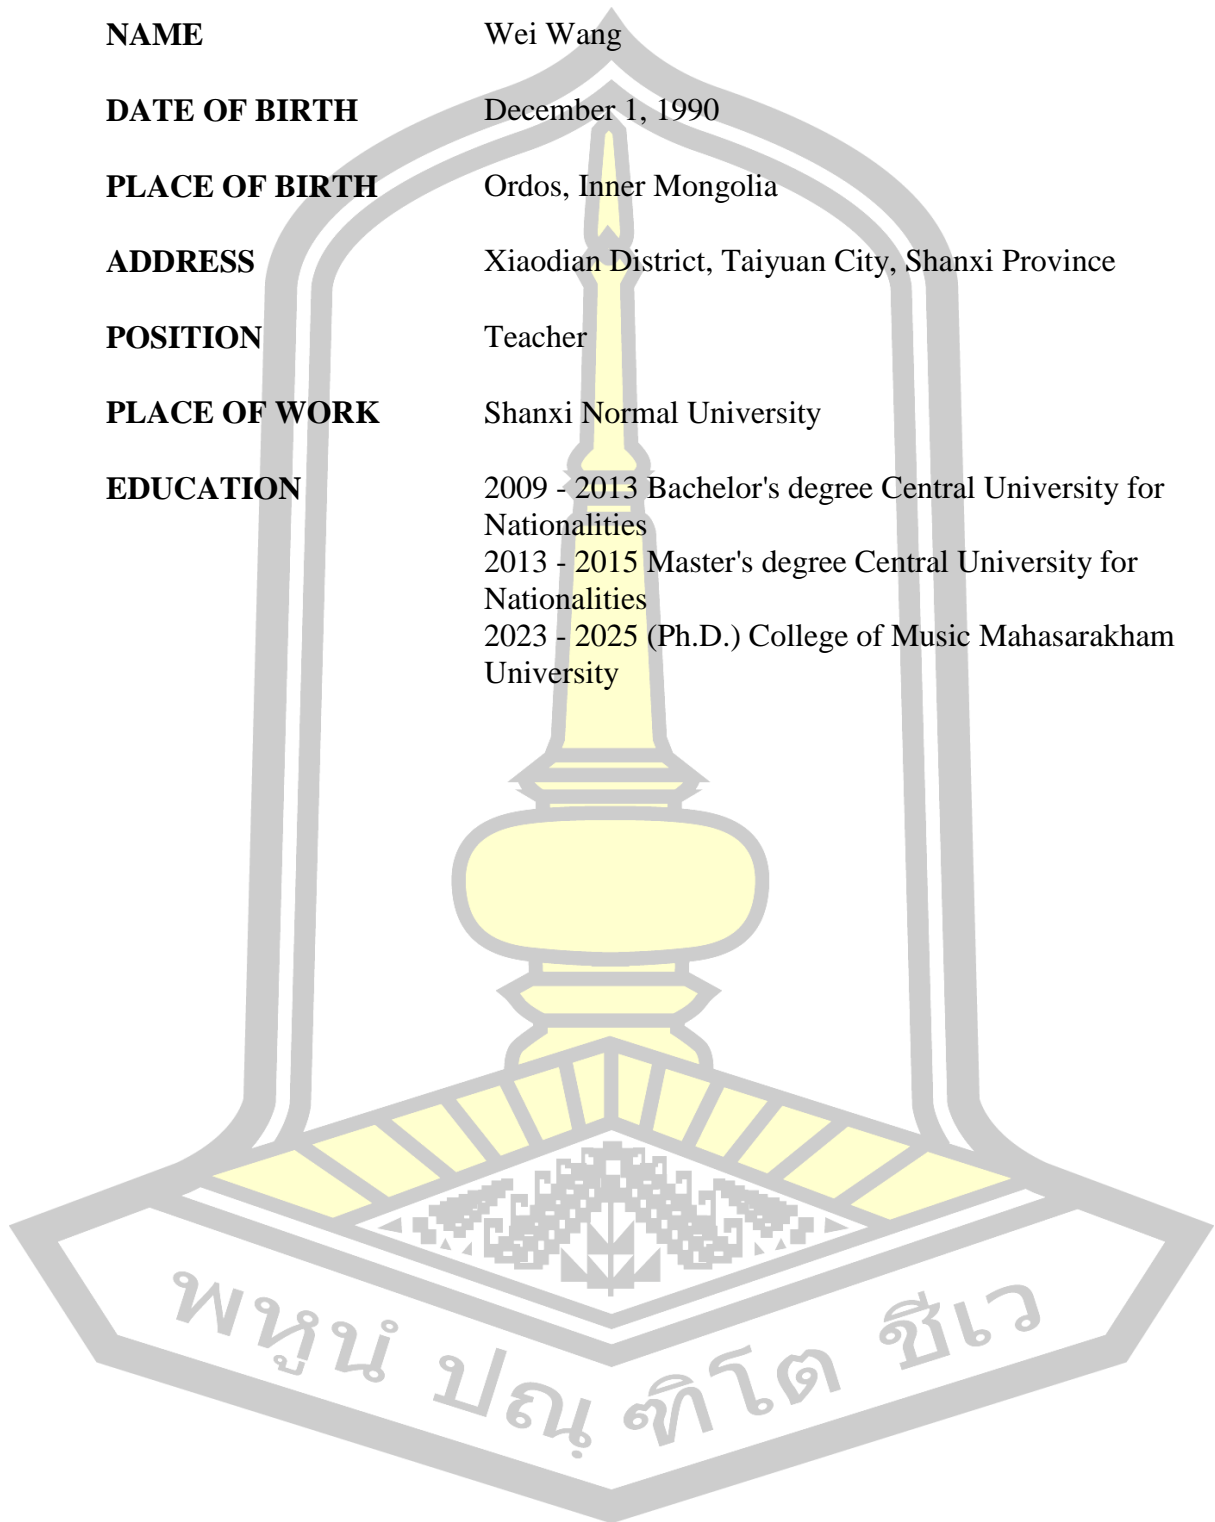 NAME Wei Wang
DATE OF BIRTH December 1, 1990
PLACE OF BIRTH Ordos, Inner Mongolia
ADDRESS Xiaodian District, Taiyuan City, Shanxi Province
POSITION Teacher
PLACE OF WORK Shanxi Normal University
EDUCATION 2009 - 2013 Bachelor's degree Central University for
Nationalities
2013 - 2015 Master's degree Central University for
Nationalities
2023 - 2025 (Ph.D.) College of Music Mahasarakham
University
พหูนํ ปณฺ ฑิโต ชีเว